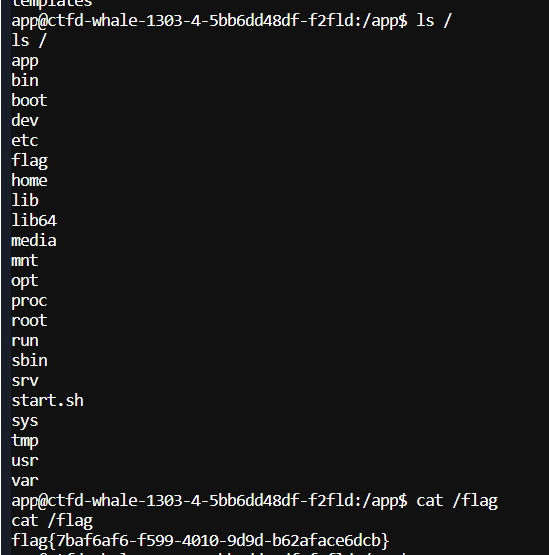 templates
app@ctfd-whale-1303-4-5bb6dd48df-f2fld:/app$ ls /
ls /
app
bin
boot
dev
etc
flag
home
lib
lib64
media
mnt
opt
proc
root
run
sbin
srv
start.sh
sys
tmp
usr
var
app@ctfd-whale-1303-4-5bb6dd48df-f2fld:/app$ cat /flag
cat /flag
flag{7baf6af6-f599-4010-9d9d-b62aface6dcb}